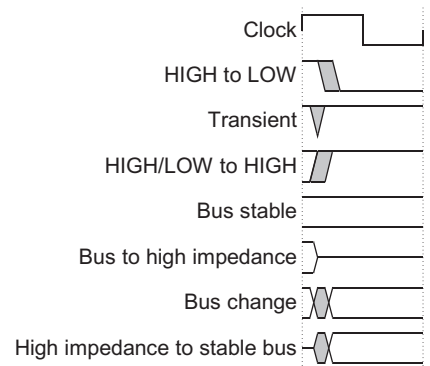 Clock
HIGH to LOW
Transient
HIGH/LOW to HIGH
Bus stable
Bus to high impedance
Bus change
High impedance to stable bus